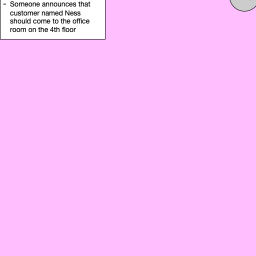 - Someone announces that
customer named Ness
should come to the office
room on the 4th floor